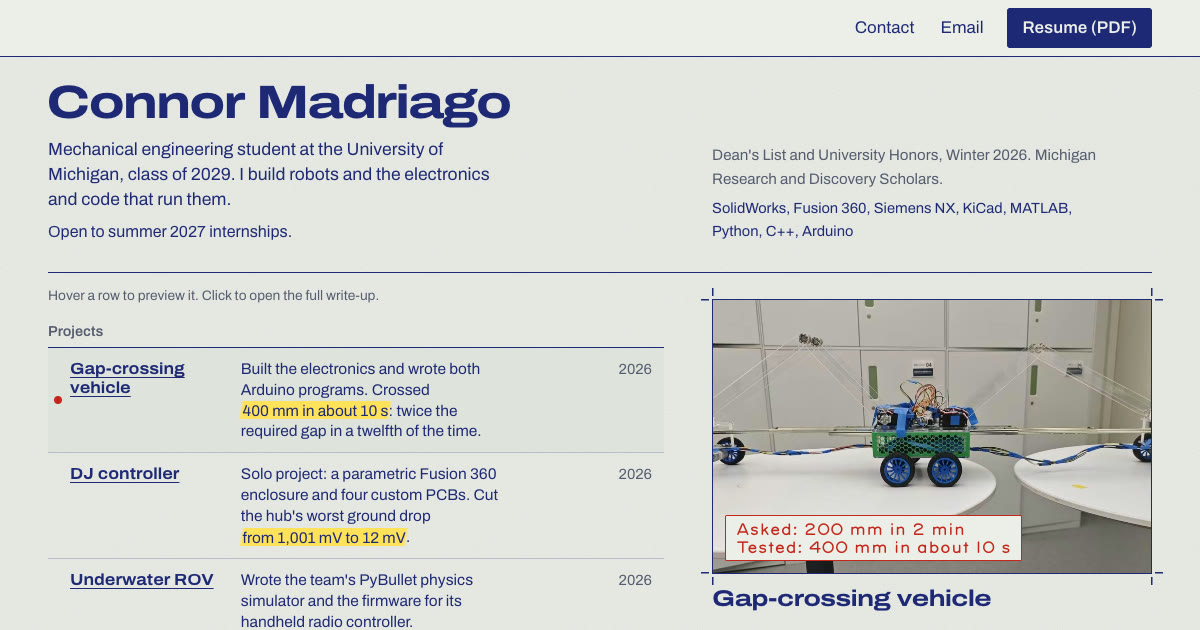 Contact Email Resume (PDF)
Connor Madriago
Mechanical engineering student at the University of
Michigan, class of 2029. I build robots and the electronics
and code that run them.
Open to summer 2027 internships.
Dean's List and University Honors, Winter 2026. Michigan
Research and Discovery Scholars.
SolidWorks, Fusion 360, Siemens NX, KiCad, MATLAB,
Python, C++, Arduino
Hover a row to preview it. Click to open the full write-up.
Projects
Gap-crossing
vehicle
Built the electronics and wrote both
Arduino programs. Crossed
400 mm in about 10 s: twice the
required gap in a twelfth of the time.
2026
DJ controller
Solo project: a parametric Fusion 360
enclosure and four custom PCBs. Cut
the hub's worst ground drop
from 1,001 mV to 12 mV.
2026
Underwater ROV
Wrote the team's PyBullet physics
simulator and the firmware for its
handheld radio controller.
2026
Asked: 200 mm in 2 min
Tested: 400 mm in about 10 s
Gap-crossing vehicle